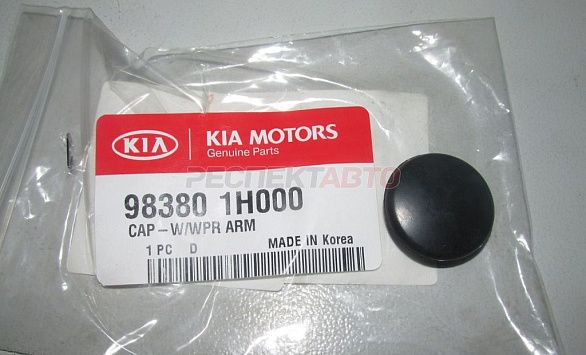 KIA KIA MOTORS
Genuine Parts
РЕСПЕКТАВТО
98380 1H000
CAP-W/WPR ARM
1 PC D MADE IN Korea